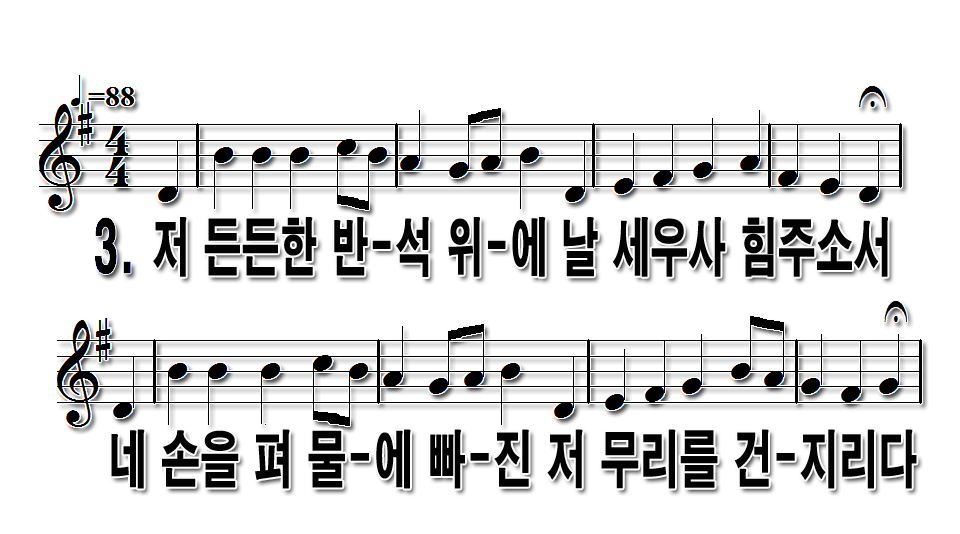 ♩=88
4/4
3. 저 든든한 반-석 위-에 날 세우사 힘주소서
네 손을 펴 물-에 빠-진 저 무리를 건-지리다